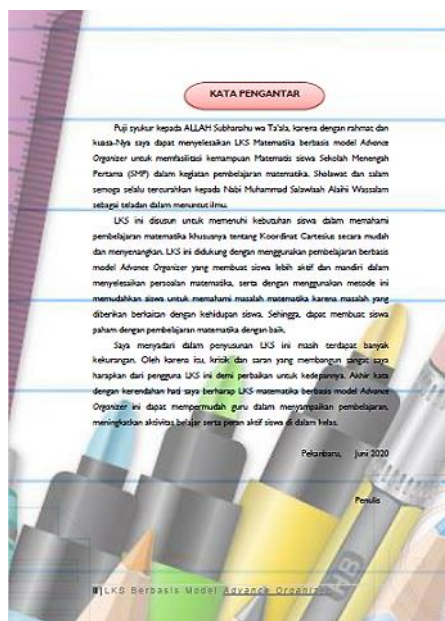 KATA PENGANTAR
Puji syukur kepada ALLAH Subhanahu wa Ta'ala, karena dengan rahmat dan
kuasa-Nya saya dapat menyelesaikan LKS Matematika berbasis model Advance
Organizer untuk memfasilitasi kemampuan Matematis siswa Sekolah Menengah
Pertama (SMP) dalam kegiatan pembelajaran matematika. Sholawat dan salam
semoga selalu tercurahkan kepada Nabi Muhammad Salawlaah Alaihi Wassalam
sebagai teladan dalam menuntut ilmu.
LKS ini disusun untuk memenuhi kebutuhan siswa dalam memahami
pembelajaran matematika khususnya tentang Koordinat Cartesius secara mudah
dan menyenangkan. LKS ini didukung dengan menggunakan pembelajaran berbasis
model Advance Organizer yang membuat siswa lebih aktif dan mandiri dalam
menyelesaikan persoalan matematika, serta dengan menggunakan metode ini
memudahkan siswa untuk memahami masalah matematika karena masalah yang
diberikan berkaitan dengan kehidupan siswa. Sehingga, dapat membuat siswa
paham dengan pembelajaran matematika dengan baik.
Saya menyadari dalam penyusunan LKS ini masih terdapat banyak
kekurangan. Oleh karena itu, kritik dan saran yang membangun sangat saya
harapkan dari pengguna LKS ini demi perbaikan untuk kedepannya. Akhir kata
dengan kerendahan hati saya berharap LKS matematika berbasis model Advance
Organizer ini dapat mempermudah guru dalam menyampaikan pembelajaran,
meningkatkan aktivitas belajar serta peran aktif siswa di dalam kelas.
Pekanbaru, Juni 2020
Penulis
LKS Berbasis Model Advance Organizer
HB